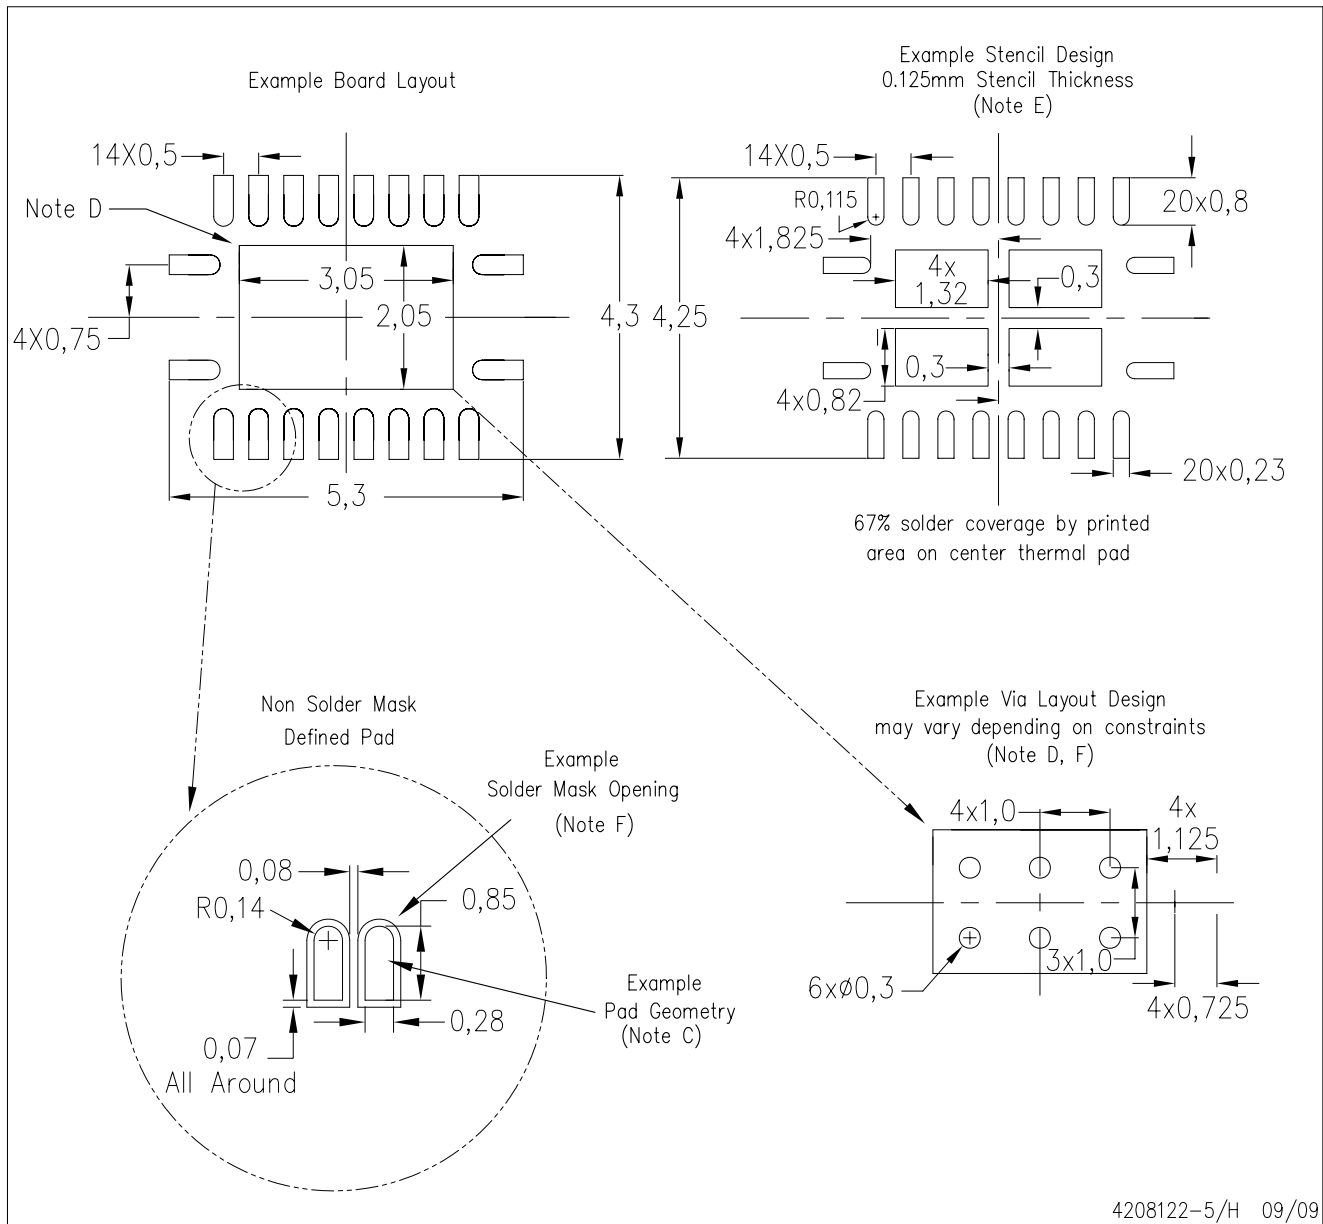 Example Board Layout
14X0,5
Note D
3,05
2,05
4X0,75
4,3
5,3
Example Stencil Design
0.125mm Stencil Thickness
(Note E)
14X0,5
R0,115
20x0,8
4x1,825
4x
1,32
0,3
4,25
0,3
4x0,82
20x0,23
67% solder coverage by printed
area on center thermal pad
Non Solder Mask
Defined Pad
Example
Solder Mask Opening
(Note F)
0,08
R0,14
0,85
Example
Pad Geometry
(Note C)
0,28
0,07
All Around
Example Via Layout Design
may vary depending on constraints
(Note D, F)
4x1,0
4x
1,125
3x1,0
6xø0,3
4x0,725
4208122-5/H 09/09